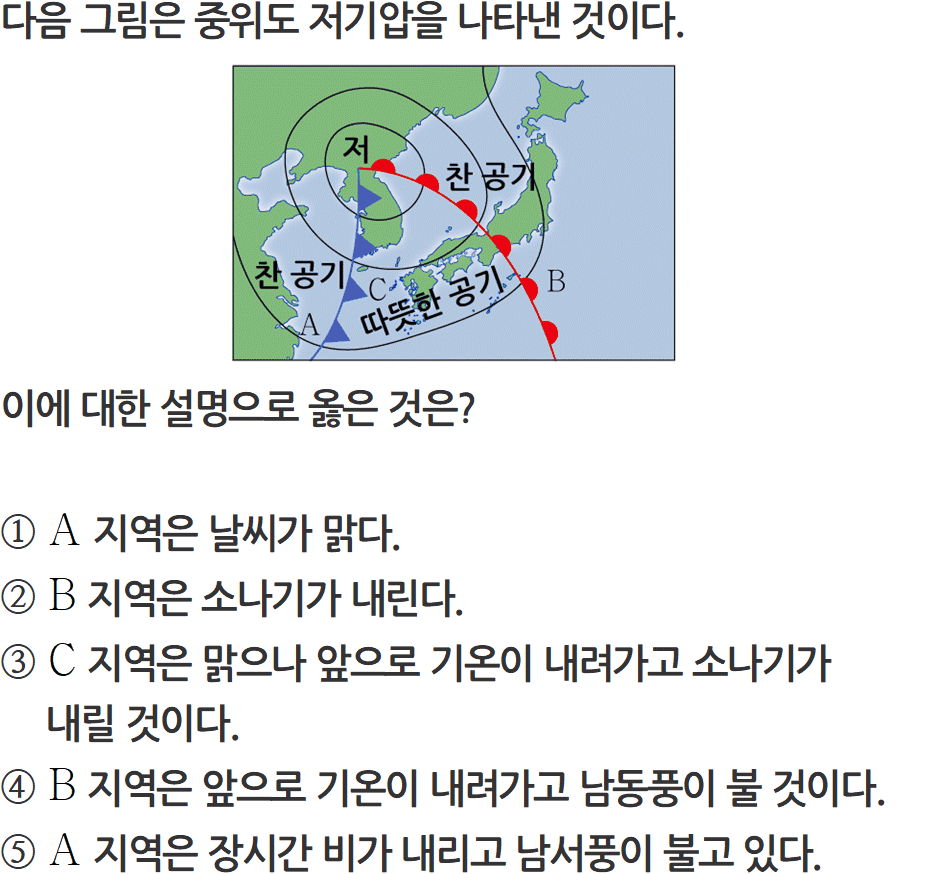 다음 그림은 중위도 저기압을 나타낸 것이다.
저
찬 공기
찬 공기
C
B
따뜻한 공기
A
이에 대한 설명으로 옳은 것은?
① A 지역은 날씨가 맑다.
② B 지역은 소나기가 내린다.
③ C 지역은 맑으나 앞으로 기온이 내려가고 소나기가
내릴 것이다.
④ B 지역은 앞으로 기온이 내려가고 남동풍이 불 것이다.
⑤ A 지역은 장시간 비가 내리고 남서풍이 불고 있다.